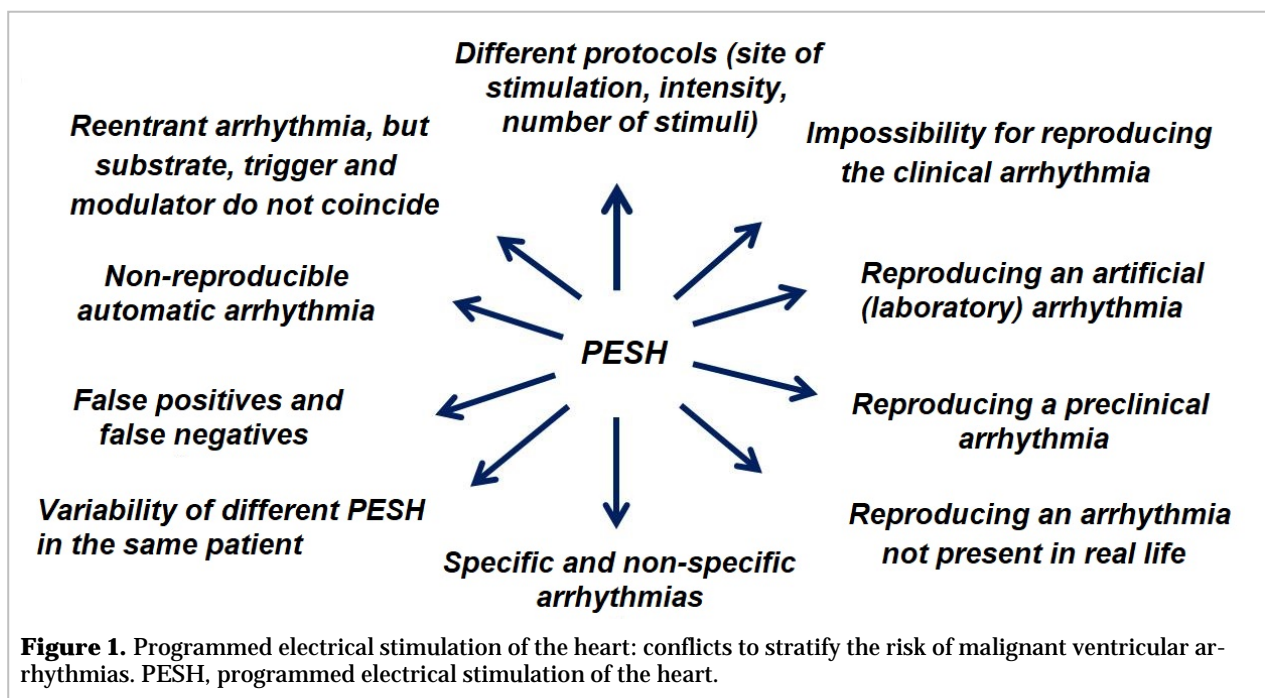 Different protocols (site of
stimulation, intensity,
number of stimuli)
Reentrant arrhythmia, but
substrate, trigger and
modulator do not coincide
Impossibility for reproducing
the clinical arrhythmia
Non-reproducible
automatic arrhythmia
Reproducing an artificial
(laboratory) arrhythmia
PESH
False positives and
false negatives
Reproducing a preclinical
arrhythmia
Variability of different PESH
in the same patient
Reproducing an arrhythmia
not present in real life
Specific and non-specific
arrhythmias
Figure 1. Programmed electrical stimulation of the heart: conflicts to stratify the risk of malignant ventricular ar-
rhythmias. PESH, programmed electrical stimulation of the heart.